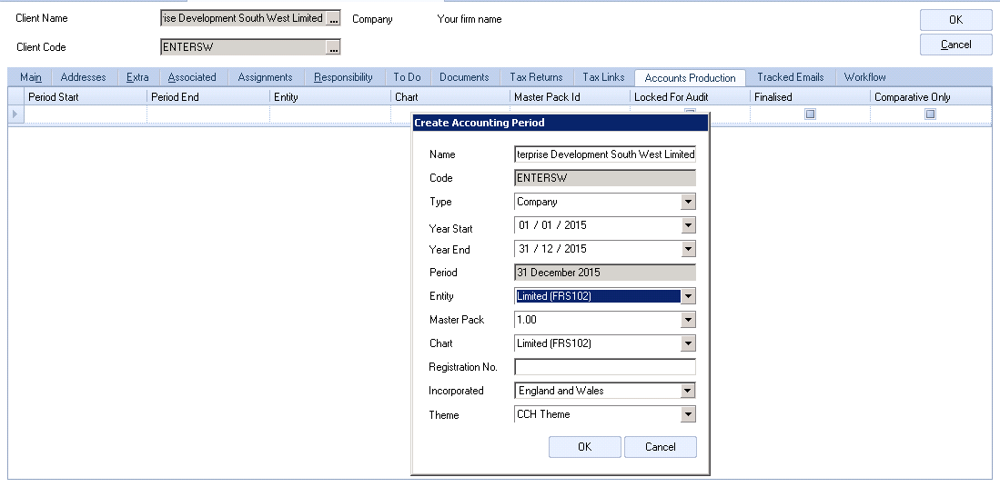 Client Name ꞉ise Development South West Limited ... Company Your firm name OK
Client Code ENTERSW ... Cancel
Main Addresses Extra Associated Assignments Responsibility To Do Documents Tax Returns Tax Links Accounts Production Tracked Emails Workflow
Period Start Period End Entity Chart Master Pack Id Locked For Audit Finalised Comparative Only
Create Accounting Period
Name terprise Development South West Limited
Code ENTERSW
Type Company
Year Start 01 / 01 / 2015
Year End 31 / 12 / 2015
Period 31 December 2015
Entity Limited (FRS102)
Master Pack 1.00
Chart Limited (FRS102)
Registration No.
Incorporated England and Wales
Theme CCH Theme
OK Cancel